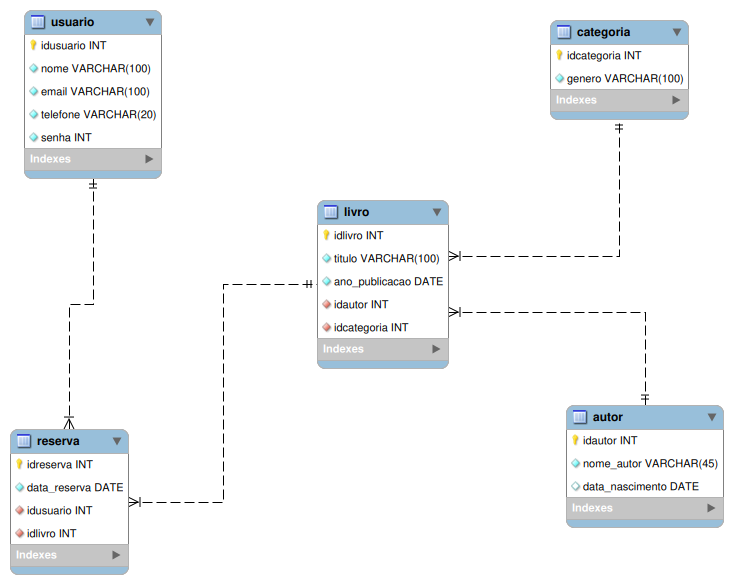 usuario
idusuario INT
nome VARCHAR(100)
email VARCHAR(100)
telefone VARCHAR(20)
senha INT
Indexes
categoria
idcategoria INT
genero VARCHAR(100)
Indexes
livro
idlivro INT
titulo VARCHAR(100)
ano_publicacao DATE
idautor INT
idcategoria INT
Indexes
reserva
idreserva INT
data_reserva DATE
idusuario INT
idlivro INT
Indexes
autor
idautor INT
nome_autor VARCHAR(45)
data_nascimento DATE
Indexes